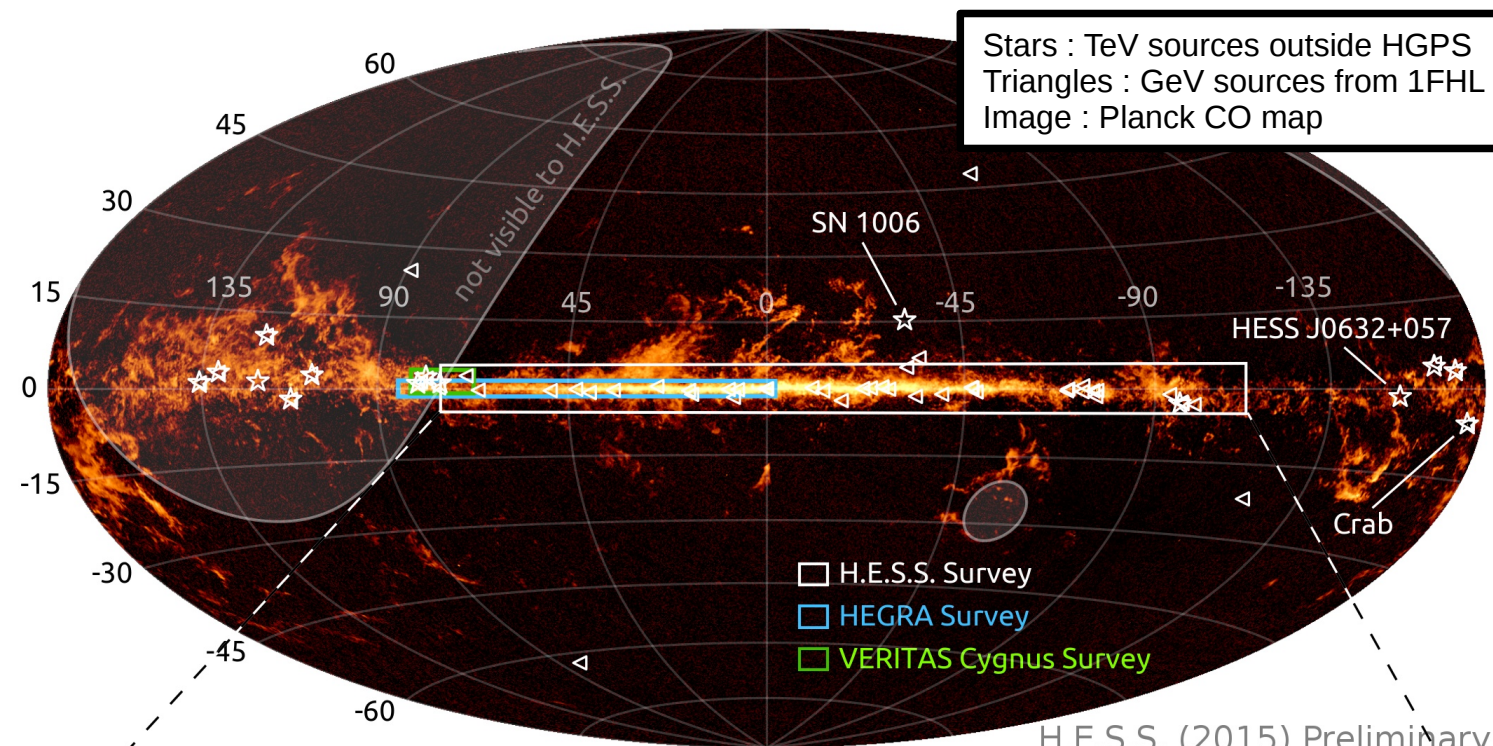 Stars : TeV sources outside HGPS
Triangles : GeV sources from 1FHL
Image : Planck CO map
60
45
30
15
0
-15
-30
-45
-60
not visible to H.E.S.S.
135
90
45
0
-45
-90
-135
SN 1006
HESS J0632+057
Crab
H.E.S.S. Survey
HEGRA Survey
VERITAS Cygnus Survey
H.E.S.S. (2015) Preliminary